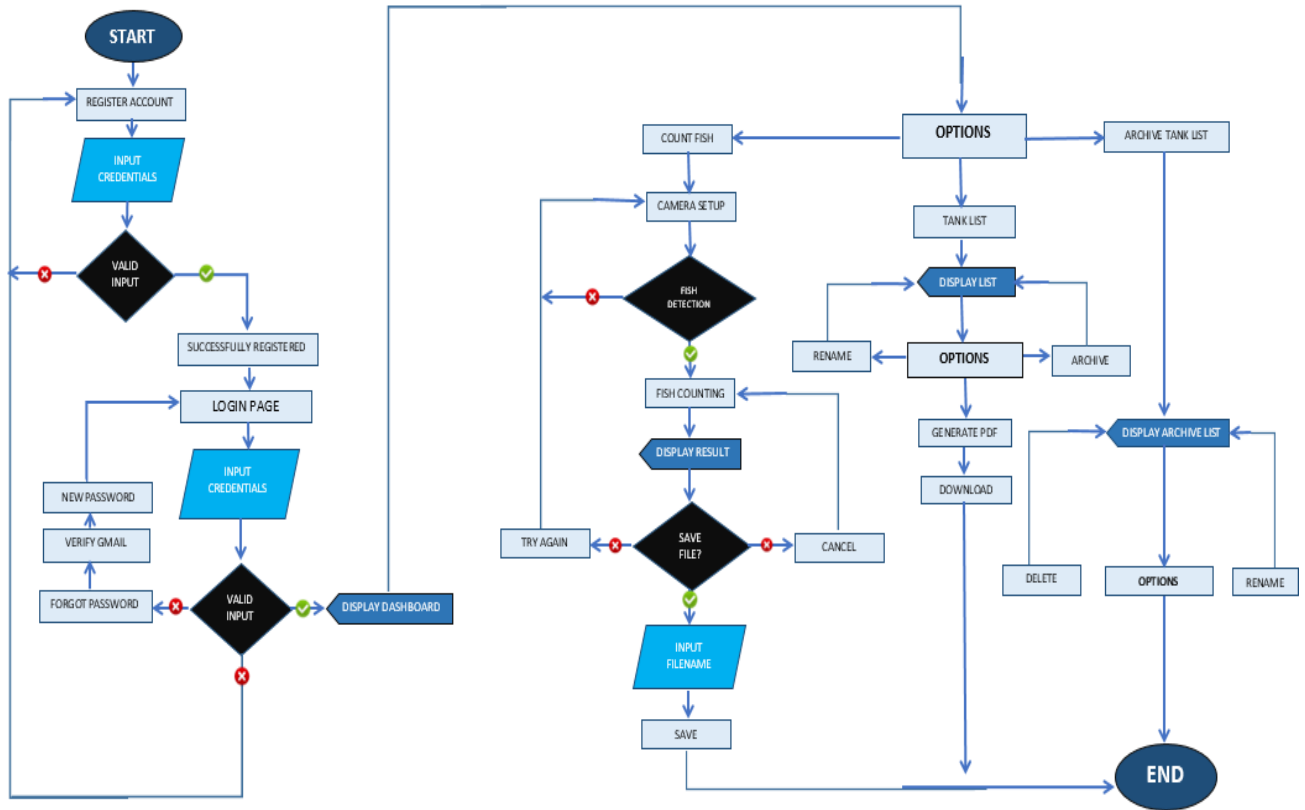 START
REGISTER ACCOUNT
INPUT
CREDENTIALS
VALID
INPUT
SUCCESSFULLY REGISTERED
LOGIN PAGE
INPUT
CREDENTIALS
NEW PASSWORD
VERIFY GMAIL
FORGOT PASSWORD
VALID
INPUT
DISPLAY DASHBOARD
OPTIONS
COUNT FISH
CAMERA SETUP
FISH
DETECTION
FISH COUNTING
DISPLAY RESULT
SAVE
FILE?
TRY AGAIN
CANCEL
INPUT
FILENAME
SAVE
TANK LIST
DISPLAY LIST
OPTIONS
RENAME
ARCHIVE
GENERATE PDF
DOWNLOAD
ARCHIVE TANK LIST
DISPLAY ARCHIVE LIST
DELETE
OPTIONS
RENAME
END